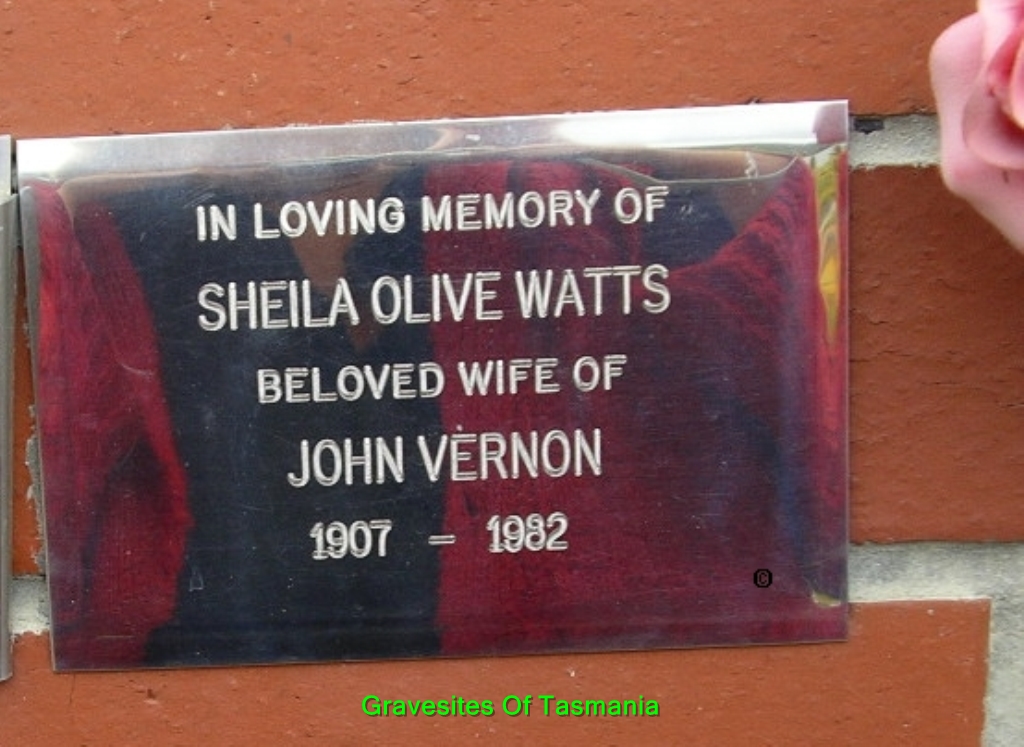 IN LOVING MEMORY OF
SHEILA OLIVE WATTS
BELOVED WIFE OF
JOHN VERNON
1907 – 1982
©
Gravesites Of Tasmania